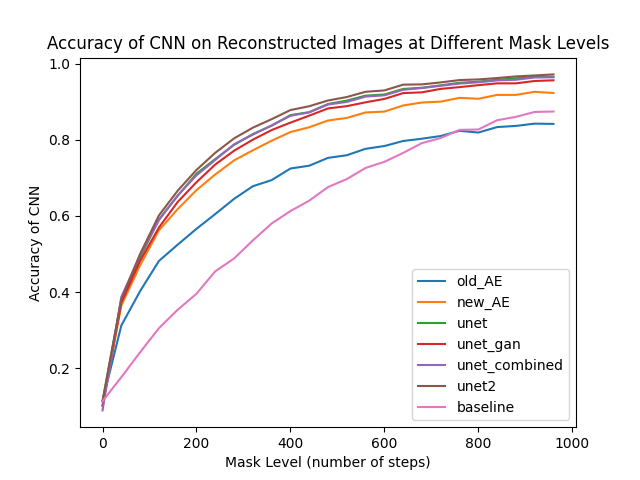 Accuracy of CNN on Reconstructed Images at Different Mask Levels
1.0
0.8
0.6
0.4
0.2
Accuracy of CNN
old_AE
new_AE
unet
unet_gan
unet_combined
unet2
baseline
0 200 400 600 800 1000
Mask Level (number of steps)